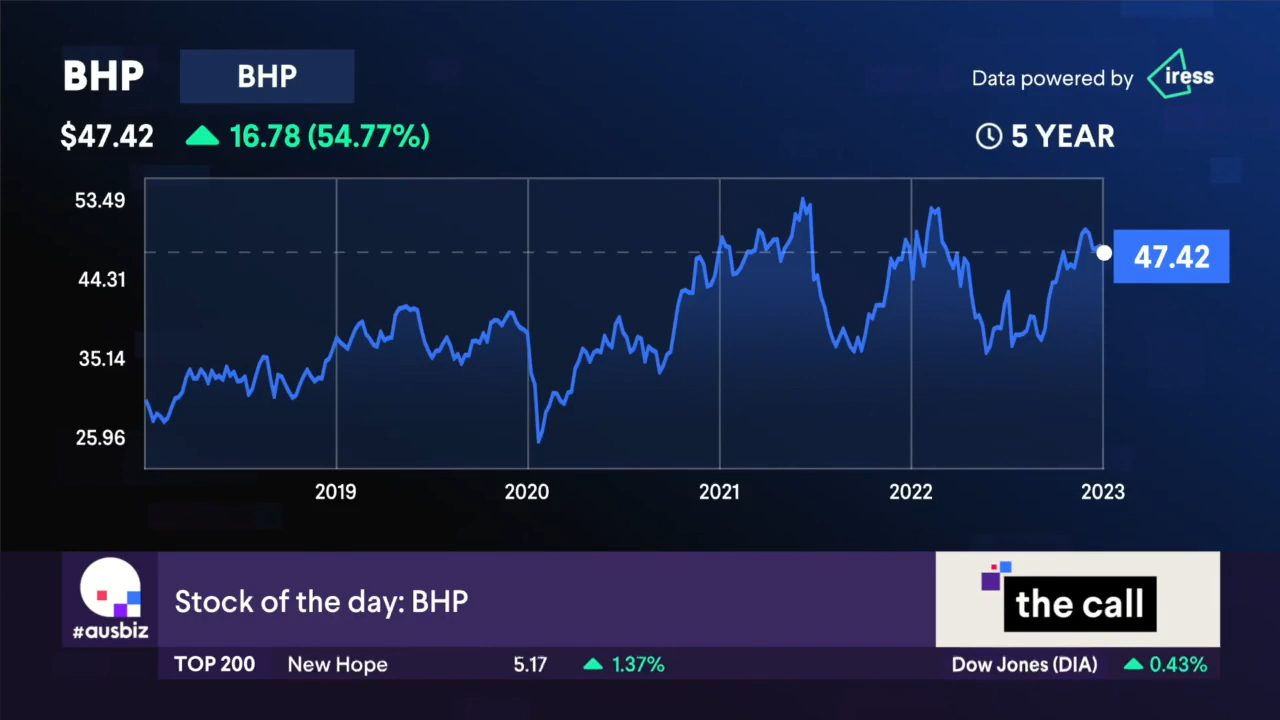 BHP
BHP
Data powered by iress
$47.42
16.78 (54.77%)
5 YEAR
53.49
44.31
35.14
25.96
47.42
2019
2020
2021
2022
2023
#ausbiz
Stock of the day: BHP
the call
TOP 200 New Hope 5.17 1.37%
Dow Jones (DIA) 0.43%